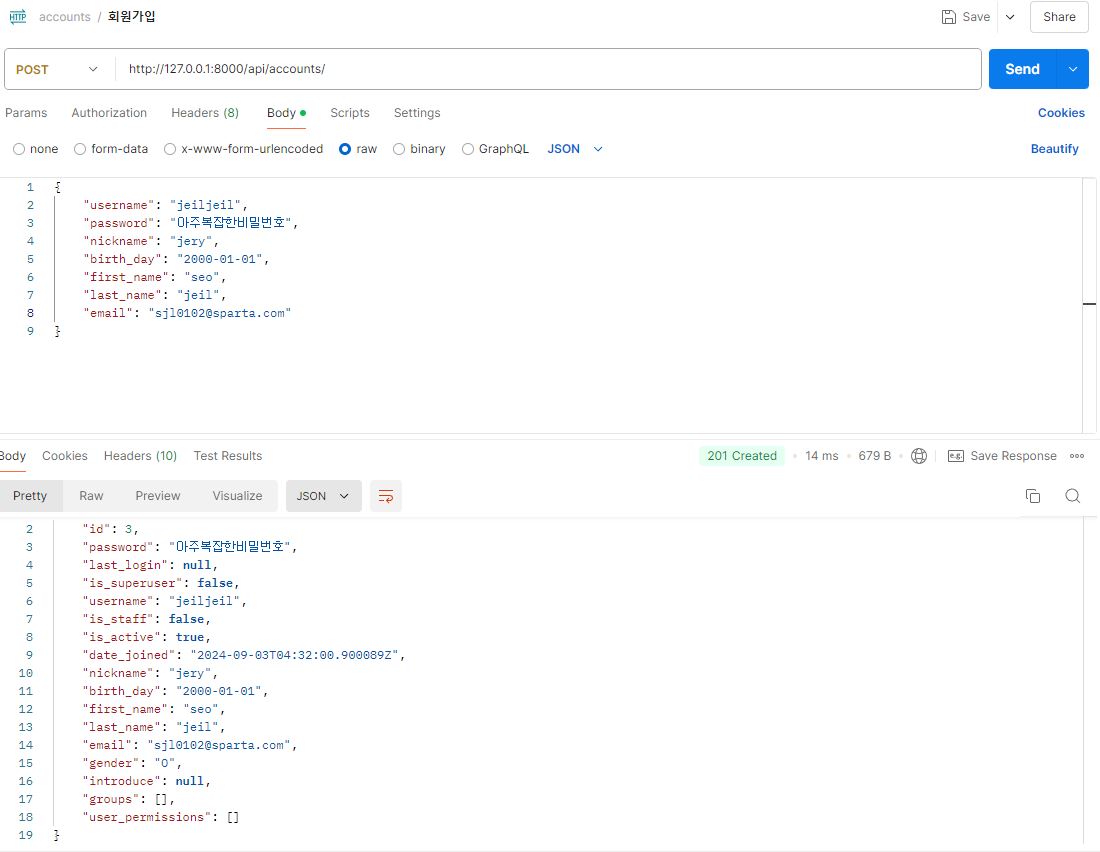 HTTP accounts / 회원가입 Save Share
POST http://127.0.0.1:8000/api/accounts/ Send
Params Authorization Headers (8) Body Scripts Settings Cookies
none form-data x-www-form-urlencoded raw binary GraphQL JSON Beautify
1 {
2 "username": "jeiljeil",
3 "password": "아주복잡한비밀번호",
4 "nickname": "jery",
5 "birth_day": "2000-01-01",
6 "first_name": "seo",
7 "last_name": "jeil",
8 "email": "sjl0102@sparta.com"
9 }
Body Cookies Headers (10) Test Results 201 Created 14 ms 679 B e.g. Save Response
Pretty Raw Preview Visualize JSON
2 "id": 3,
3 "password": "아주복잡한비밀번호",
4 "last_login": null,
5 "is_superuser": false,
6 "username": "jeiljeil",
7 "is_staff": false,
8 "is_active": true,
9 "date_joined": "2024-09-03T04:32:00.900089Z",
10 "nickname": "jery",
11 "birth_day": "2000-01-01",
12 "first_name": "seo",
13 "last_name": "jeil",
14 "email": "sjl0102@sparta.com",
15 "gender": "O",
16 "introduce": null,
17 "groups": [],
18 "user_permissions": []
19 }